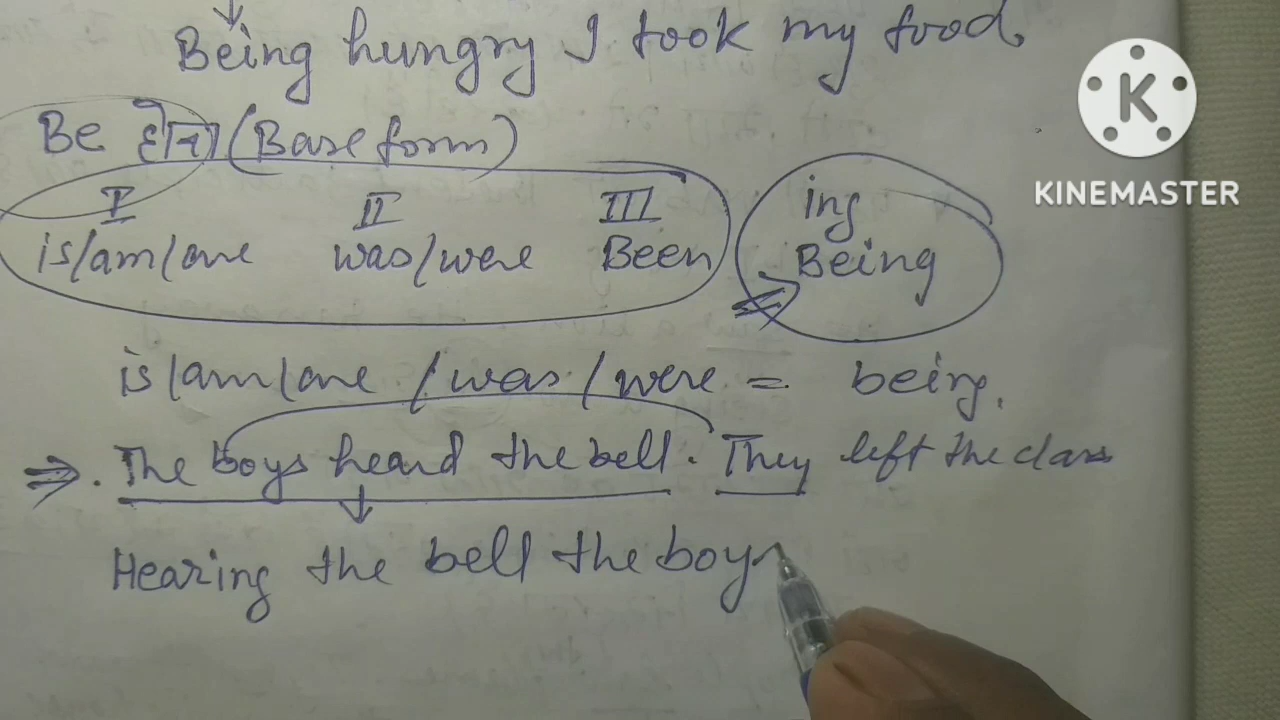 Being hungry I took my food.
Be होना (Base form)
I II III ing
is/am/are was/were Been Being
is/am/are /was/were = being.
⇒. The boys heard the bell. They left the class
Hearing the bell the boys
K
KINEMASTER